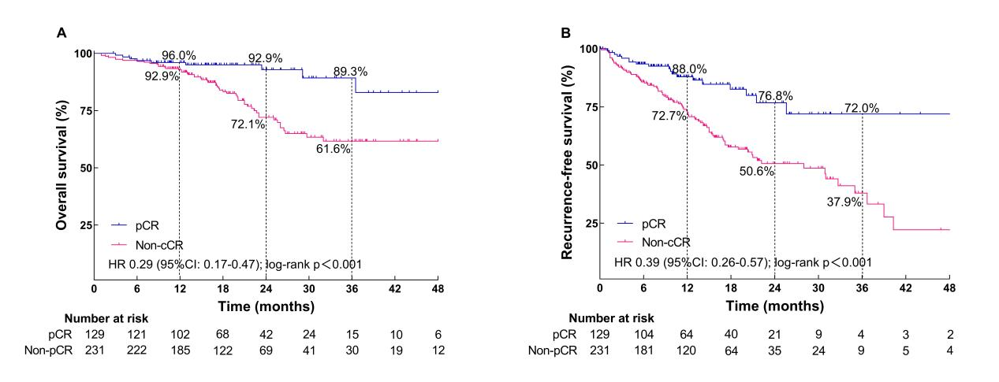 A
Overall survival (%)
100
75
50
25
96.0%
92.9%
89.3%
92.9%
72.1%
61.6%
pCR
Non-cCR
HR 0.29 (95%CI: 0.17-0.47); log-rank p＜0.001
0 6 12 18 24 30 36 42 48
Time (months)
Number at risk
pCR 129 121 102 68 42 24 15 10 6
Non-pCR 231 222 185 122 69 41 30 19 12
B
Recurrence-free survival (%)
100
75
50
25
88.0%
76.8%
72.0%
72.7%
50.6%
37.9%
pCR
Non-cCR
HR 0.39 (95%CI: 0.26-0.57); log-rank p＜0.001
0 6 12 18 24 30 36 42 48
Time (months)
Number at risk
pCR 129 104 64 40 21 9 4 3 2
Non-pCR 231 181 120 64 35 24 9 5 4